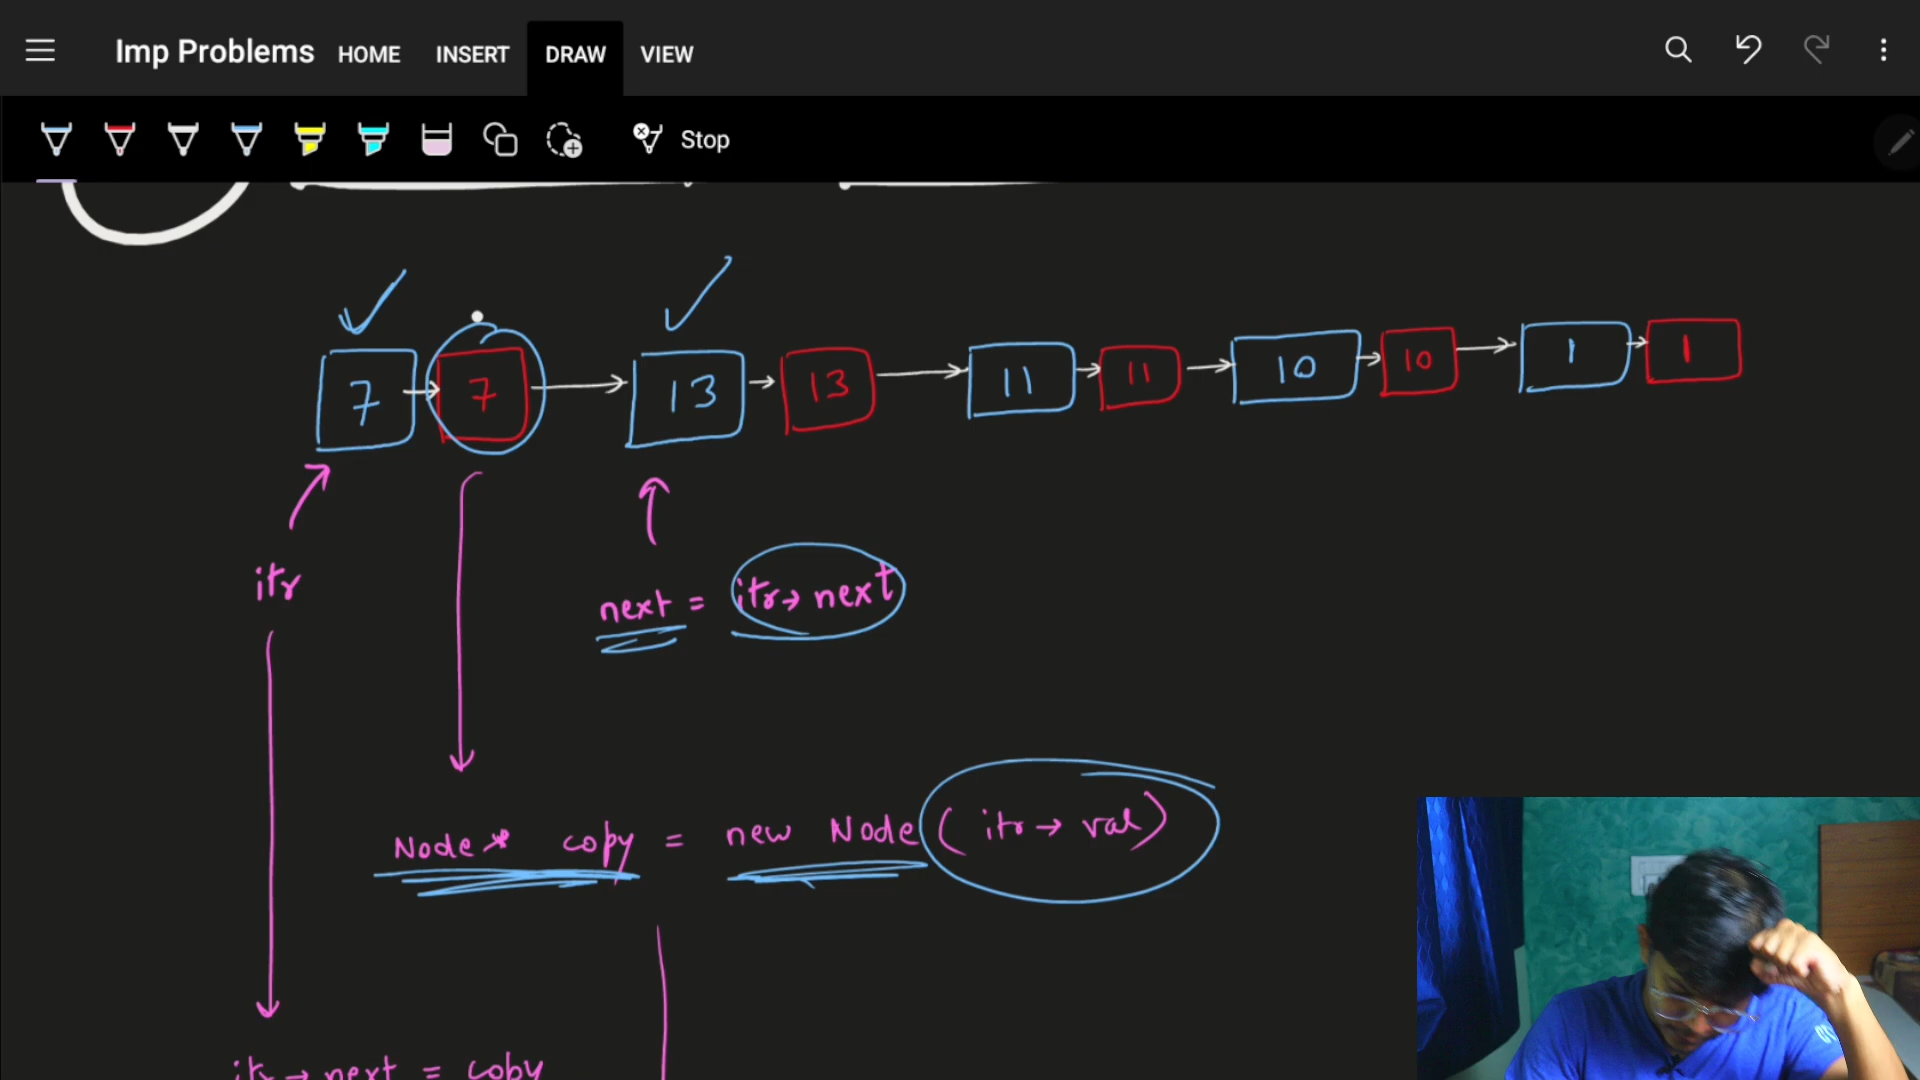 Imp Problems HOME INSERT DRAW VIEW
Stop
7 7 13 13 11 11 10 10 1 1
itr
next = itr→ next
Node* copy = new Node ( itr → val )
itr → next = copy